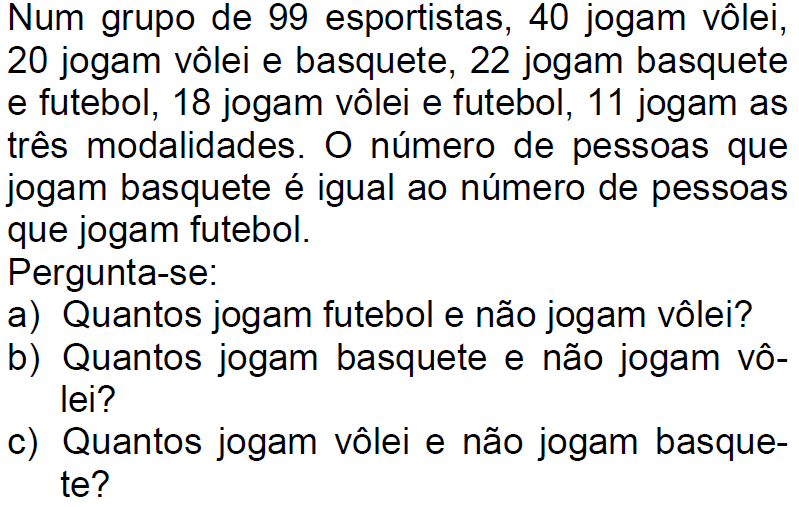 Num grupo de 99 esportistas, 40 jogam vôlei,
20 jogam vôlei e basquete, 22 jogam basquete
e futebol, 18 jogam vôlei e futebol, 11 jogam as
três modalidades. O número de pessoas que
jogam basquete é igual ao número de pessoas
que jogam futebol.
Pergunta-se:
a) Quantos jogam futebol e não jogam vôlei?
b) Quantos jogam basquete e não jogam vô-
lei?
c) Quantos jogam vôlei e não jogam basque-
te?